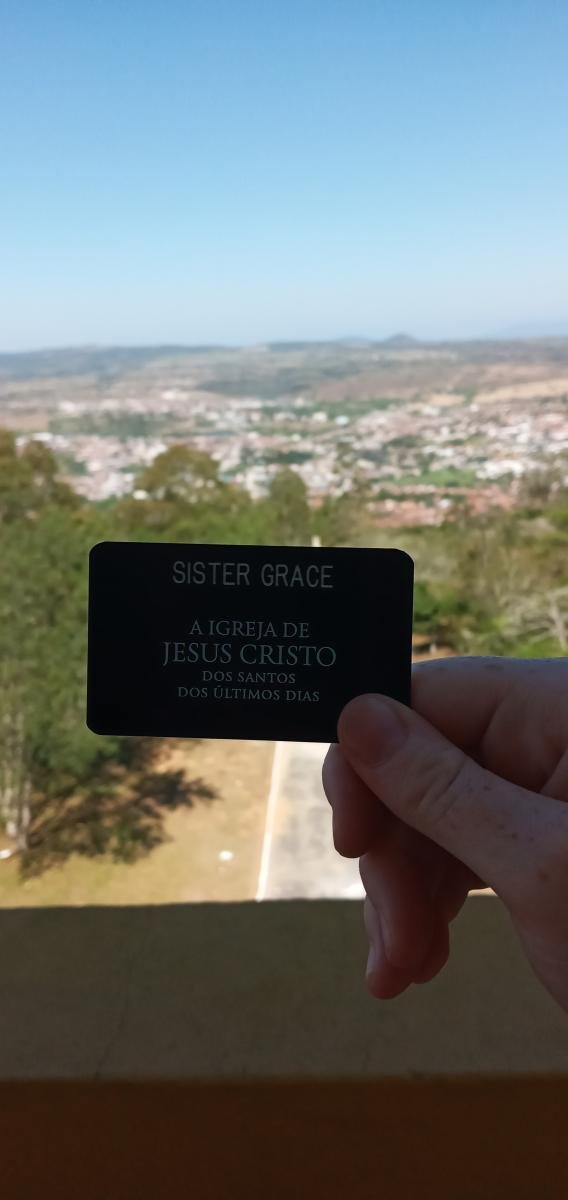 SISTER GRACE
A IGREJA DE
JESUS CRISTO
DOS SANTOS
DOS ÚLTIMOS DIAS